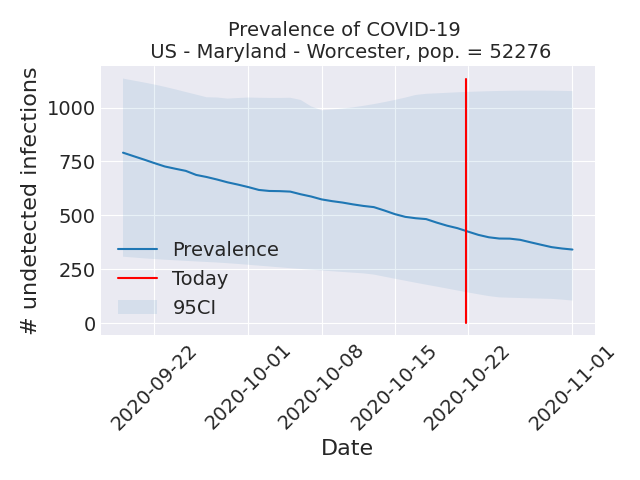 Prevalence of COVID-19
US - Maryland - Worcester, pop. = 52276
# undetected infections
1000
750
500
250
0
Prevalence
Today
95CI
2020-09-22
2020-10-01
2020-10-08
2020-10-15
2020-10-22
2020-11-01
Date